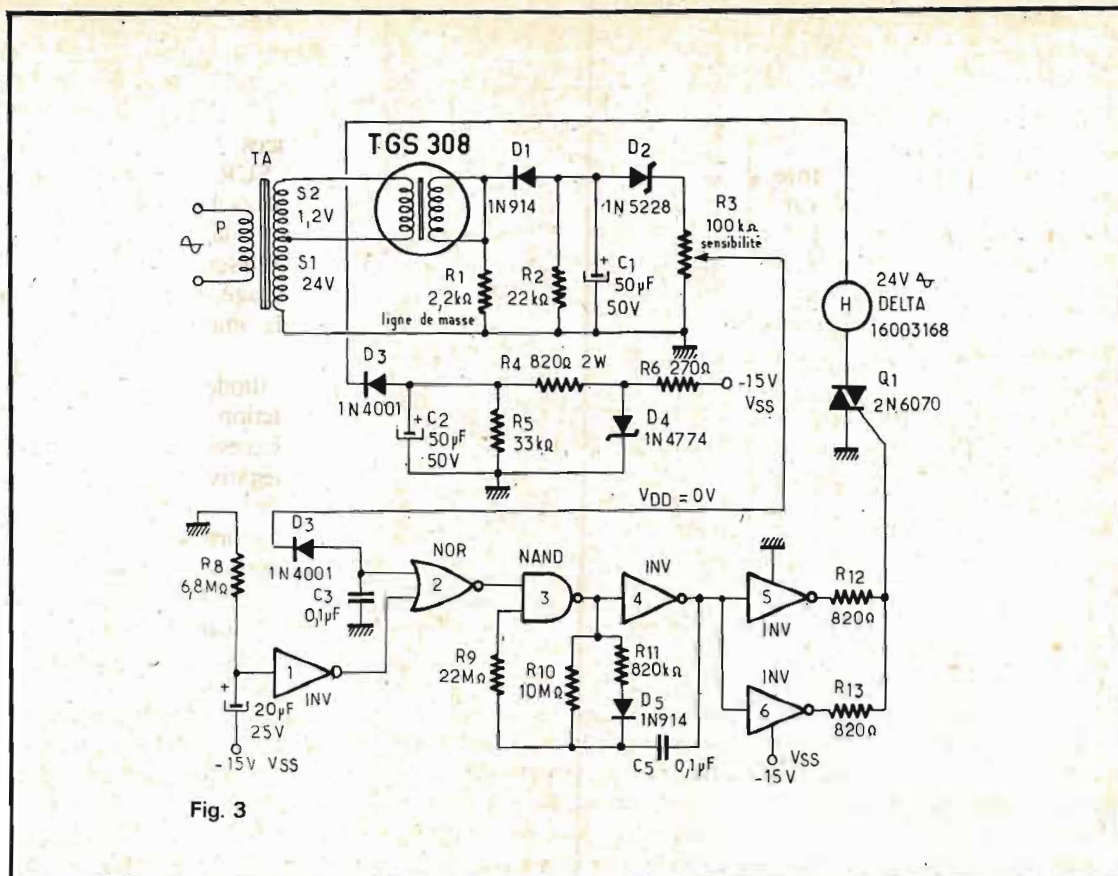 TGS 308
TA
P
S2
1,2V
S1
24V
D1
1N914
D2
1N5228
R3
100kΩ
sensibilité
R1
2,2kΩ
ligne de masse
R2
22kΩ
+ C1
50µF
50V
H
24V
DELTA
16003168
Q1
2N6070
D3
1N4001
+ C2
50µF
50V
R5
33kΩ
R4 820Ω 2W
R6 270Ω
-15V
VSS
D4
1N4774
VDD = 0V
R8
6,8MΩ
D3
1N4001
C3
0,1µF
NOR
2
NAND
3
INV
4
INV
5
R12
820Ω
+
20µF
25V
-15V VSS
1
INV
R9
22MΩ
R10
10MΩ
R11
820kΩ
D5
1N914
C5 0,1µF
INV
6
R13
820Ω
VSS
-15V
Fig. 3